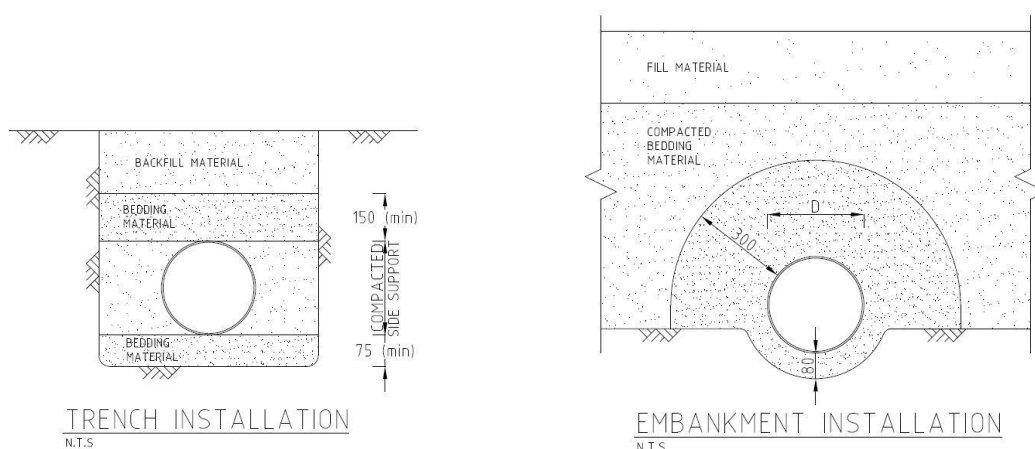 BACKFILL MATERIAL
BEDDING
MATERIAL
150 (min)
COMPACTED
SIDE SUPPORT
BEDDING
MATERIAL
75 (min)
TRENCH INSTALLATION
N.T.S
FILL MATERIAL
COMPACTED
BEDDING
MATERIAL
D
300
80
EMBANKMENT INSTALLATION
N.T.S